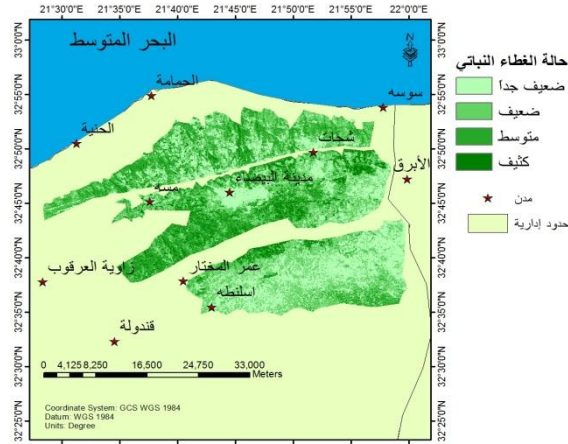 21°30'0"E 21°35'0"E 21°40'0"E 21°45'0"E 21°50'0"E 21°55'0"E 22°0'0"E
33°0'0"N
32°55'0"N
32°50'0"N
32°45'0"N
32°40'0"N
32°35'0"N
32°30'0"N
32°25'0"N
البحر المتوسط
N
الحمامة
سوسه
الحنية
شحات
الأبرق
مدينة البيضاء
مسه
زاوية العرقوب
عمر المختار
اسلنطه
قندولة
0 4,125 8,250 16,500 24,750 33,000
Meters
Coordinate System: GCS WGS 1984
Datum: WGS 1984
Units: Degree
حالة الغطاء النباتي
ضعيف جداً
ضعيف
متوسط
كثيف
مدن
حدود إدارية